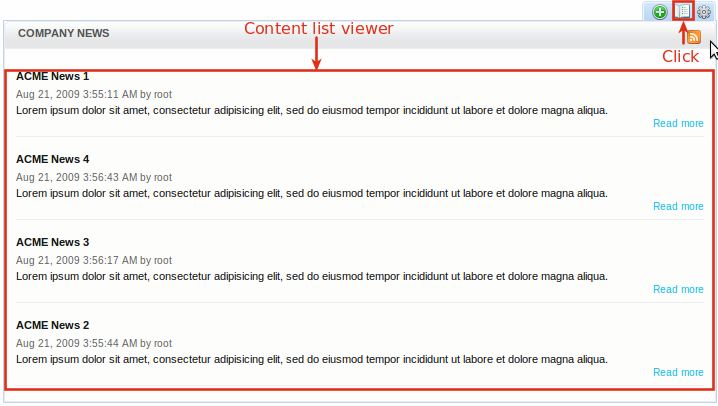 Content list viewer
COMPANY NEWS
Click
ACME News 1
Aug 21, 2009 3:55:11 AM by root
Lorem ipsum dolor sit amet, consectetur adipisicing elit, sed do eiusmod tempor incididunt ut labore et dolore magna aliqua.
Read more
ACME News 4
Aug 21, 2009 3:56:43 AM by root
Lorem ipsum dolor sit amet, consectetur adipisicing elit, sed do eiusmod tempor incididunt ut labore et dolore magna aliqua.
Read more
ACME News 3
Aug 21, 2009 3:56:17 AM by root
Lorem ipsum dolor sit amet, consectetur adipisicing elit, sed do eiusmod tempor incididunt ut labore et dolore magna aliqua.
Read more
ACME News 2
Aug 21, 2009 3:55:44 AM by root
Lorem ipsum dolor sit amet, consectetur adipisicing elit, sed do eiusmod tempor incididunt ut labore et dolore magna aliqua.
Read more